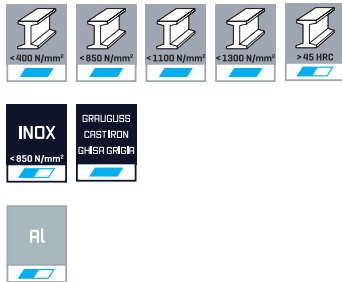 <400 N/mm²
<850 N/mm²
<1100 N/mm²
<1300 N/mm²
>45 HRC
INOX
<850 N/mm²
GRAUGUSS
CAST IRON
GHISA GRIGIA
Al